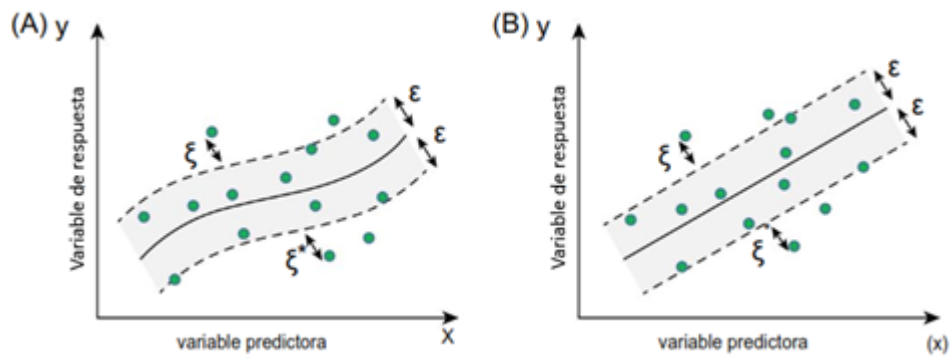 (A) y
Variable de respuesta
ξ
ε
ε
ξ*
X
variable predictora
(B) y
Variable de respuesta
ξ
ε
ε
ξ
(x)
variable predictora